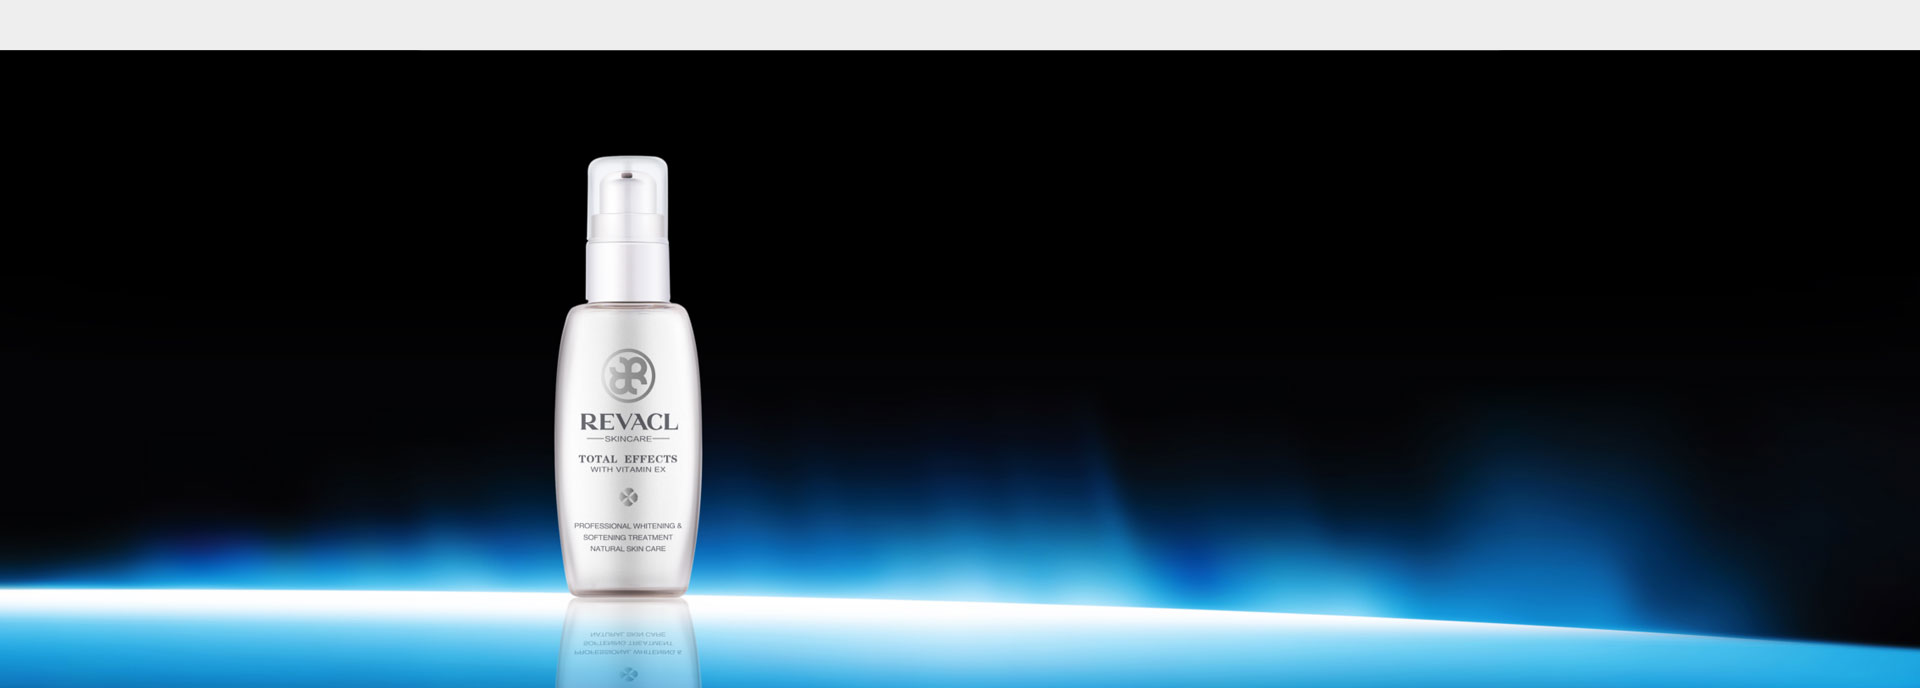 REVACL
SKINCARE
TOTAL EFFECTS
WITH VITAMIN EX
PROFESSIONAL WHITENING &
SOFTENING TREATMENT
NATURAL SKIN CARE